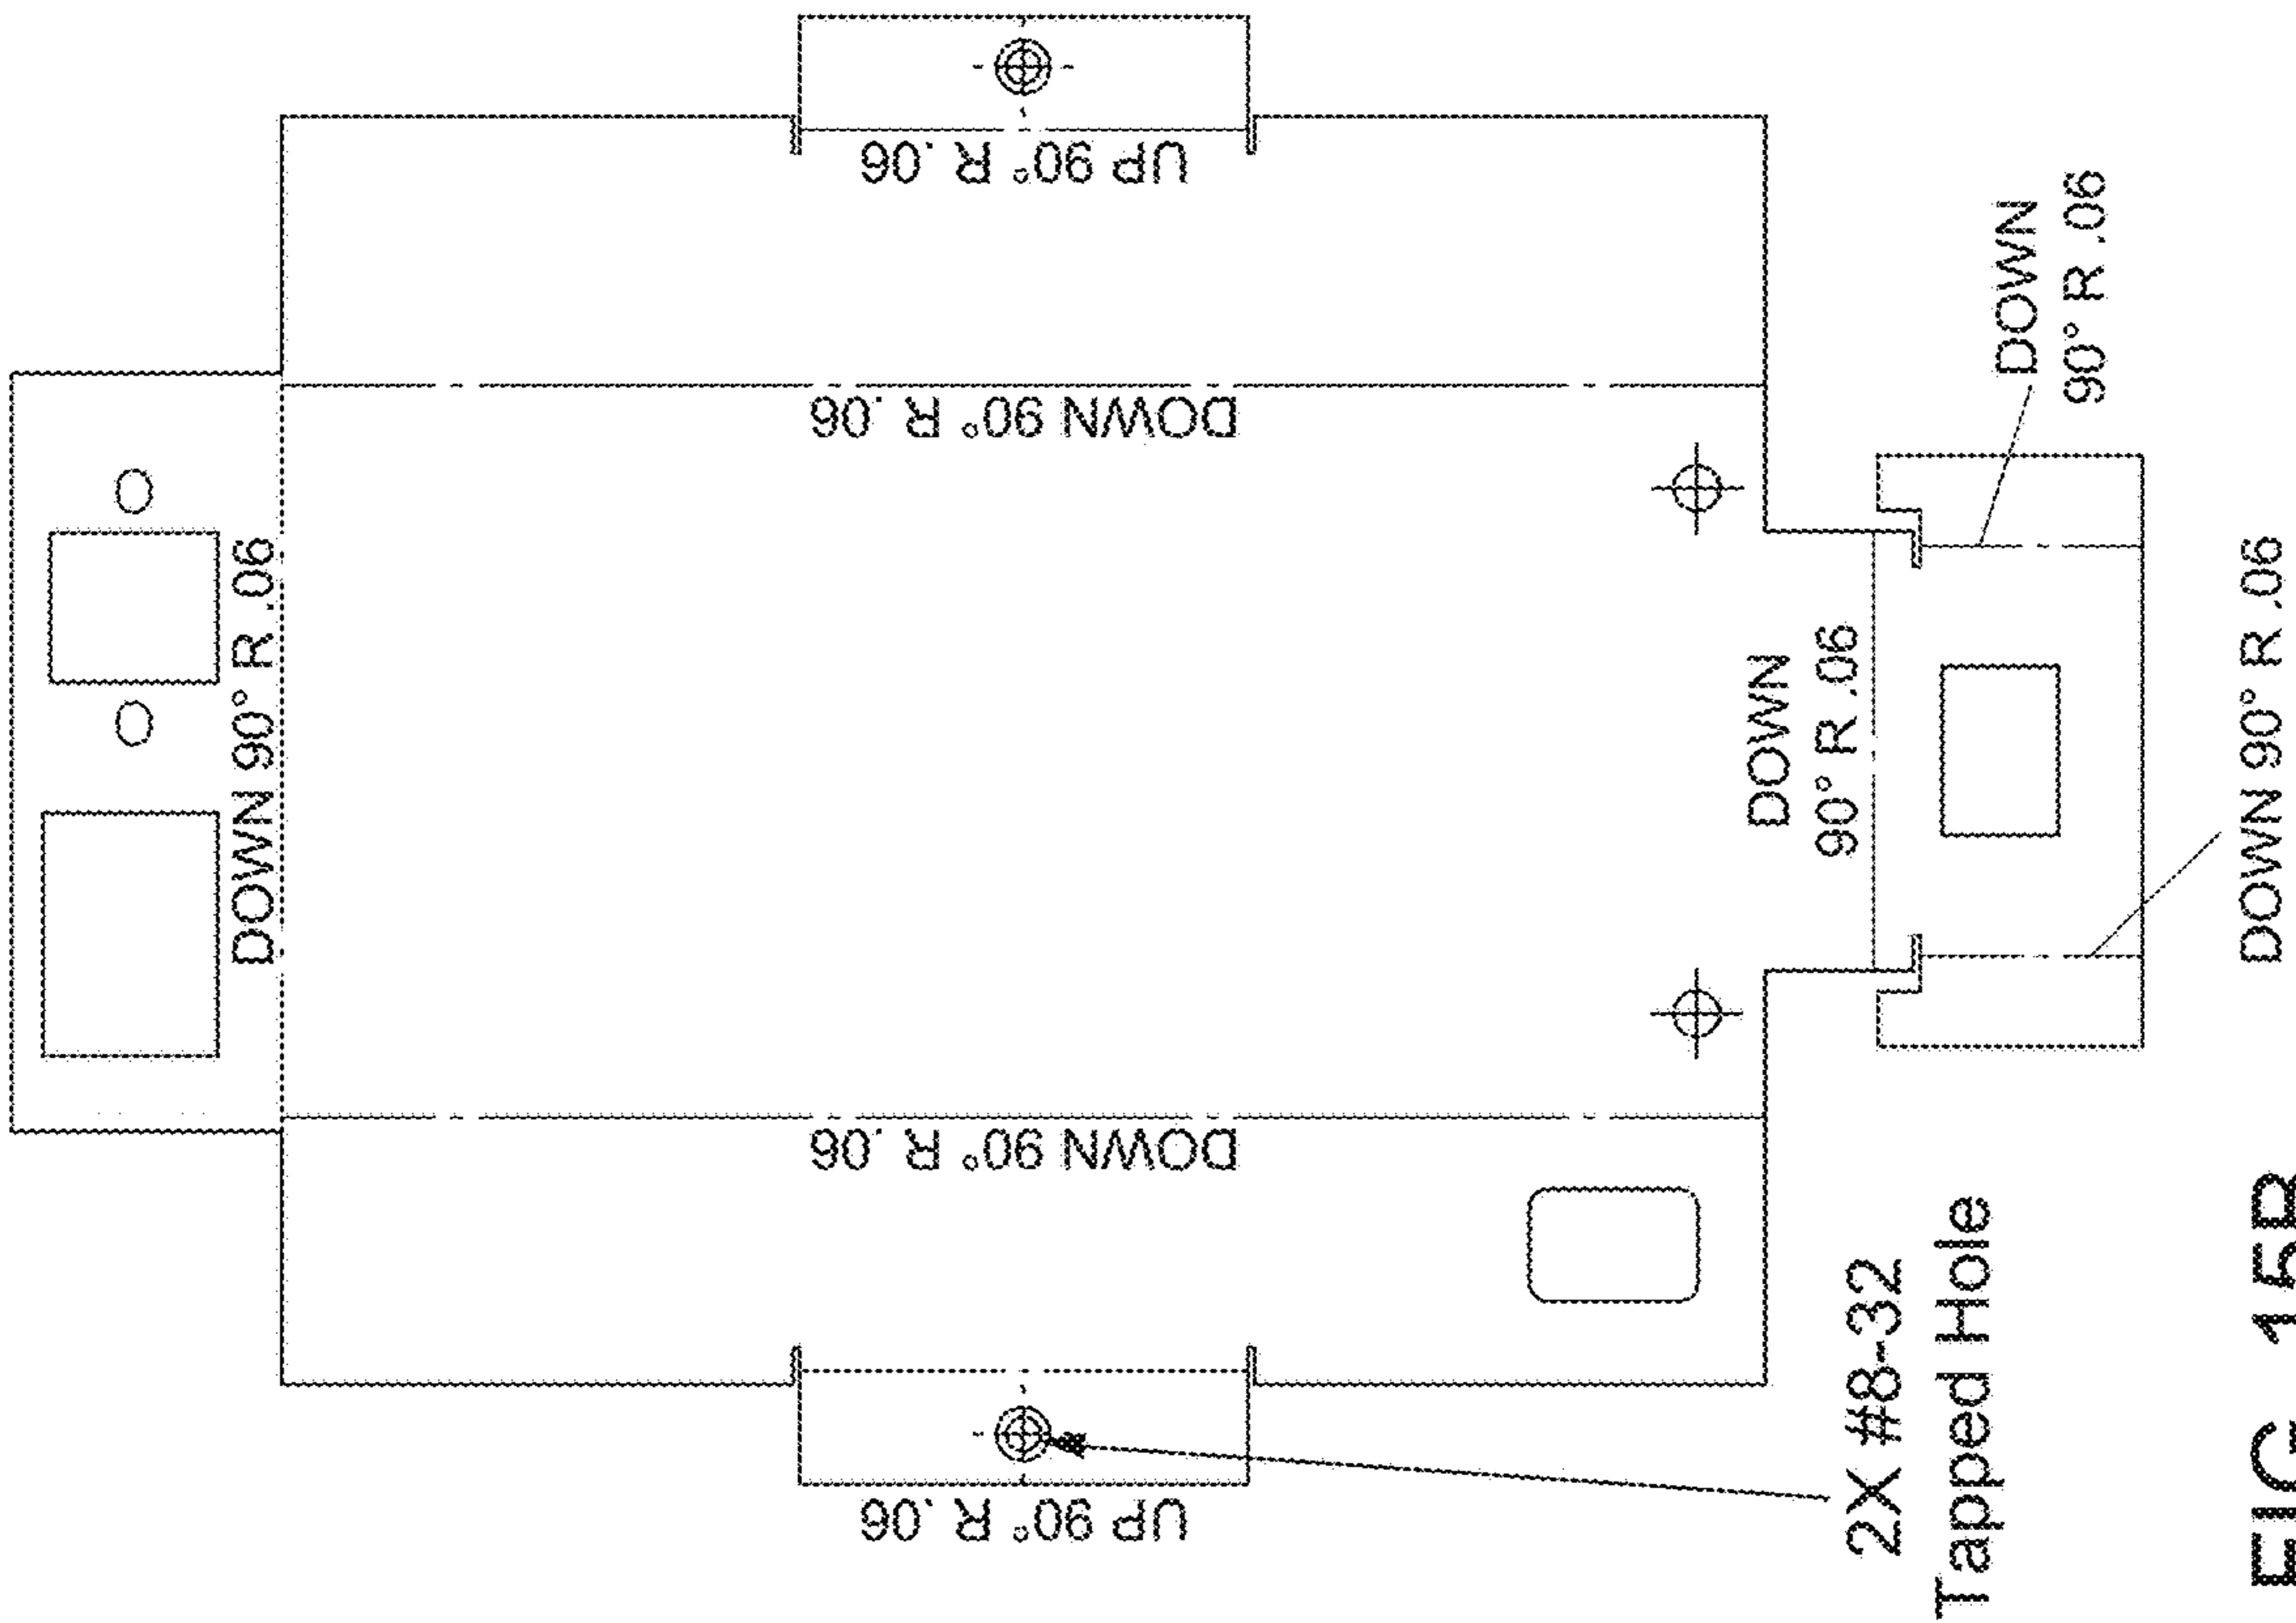 UP 90° R .06
DOWN 90° R .06
DOWN 90° R .06
DOWN 90° R .06
UP 90° R .06
DOWN
90° R .06
DOWN
90° R .06
DOWN 90° R .06
2X #8-32
Tapped Hole
FIG. 15B